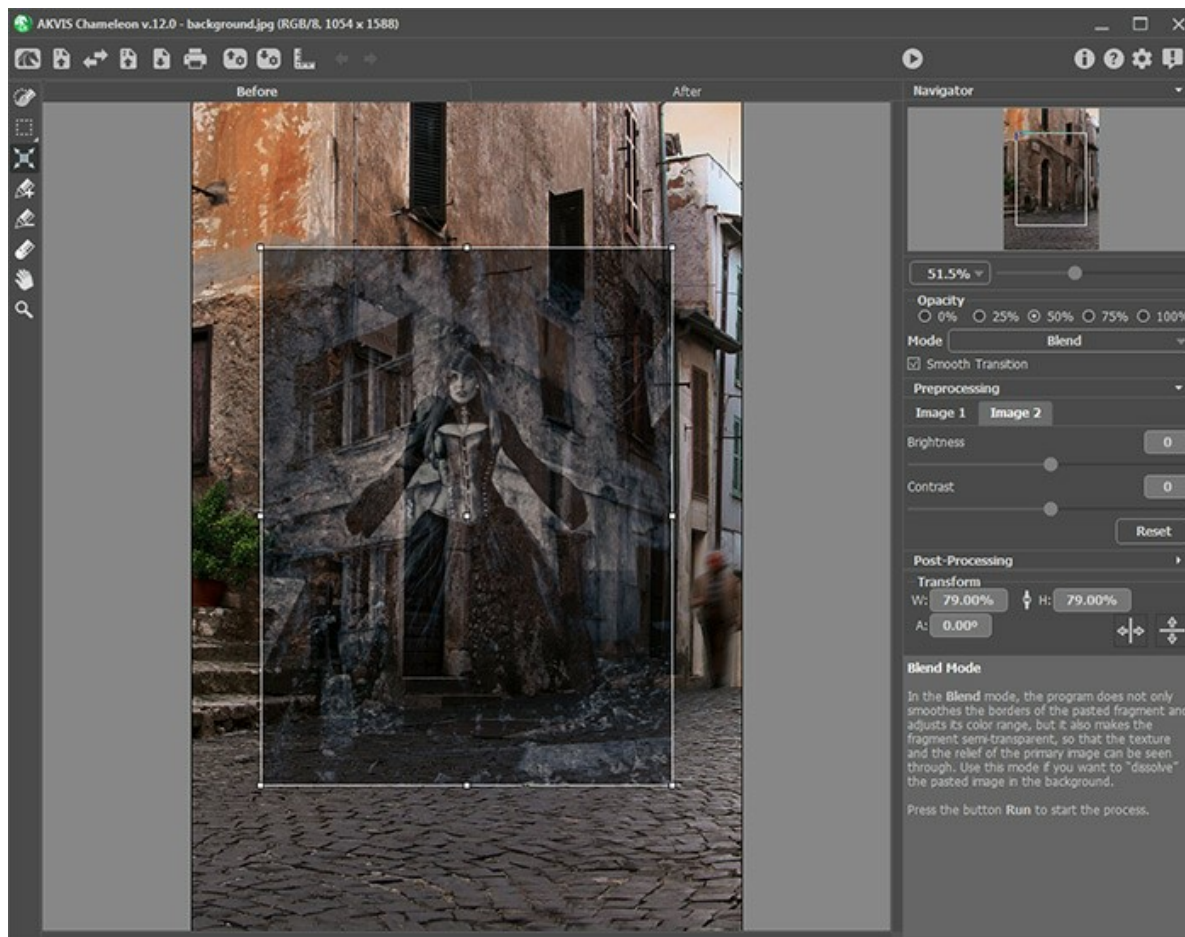 AKVIS Chameleon v.12.0 - background.jpg (RGB/8, 1054 x 1588)
Before
After
Navigator
51.5%
Opacity
0% 25% 50% 75% 100%
Mode Blend
Smooth Transition
Preprocessing
Image 1 Image 2
Brightness 0
Contrast 0
Reset
Post-Processing
Transform
W: 79.00% H: 79.00%
A: 0.00º
Blend Mode
In the Blend mode, the program does not only
smoothes the borders of the pasted fragment and
adjusts its color range, but it also makes the
fragment semi-transparent, so that the texture
and the relief of the primary image can be seen
through. Use this mode if you want to "dissolve"
the pasted image in the background.
Press the button Run to start the process.